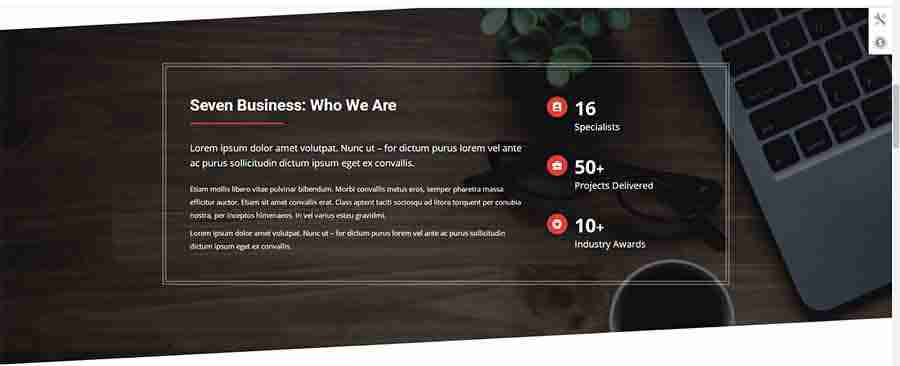 Seven Business: Who We Are
Lorem ipsum dolor amet volutpat. Nunc ut – for dictum purus lorem vel ante
ac purus sollicitudin dictum ipsum eget ex convallis.
Etiam mollis libero vitae pulvinar bibendum. Morbi convallis metus eros, semper pharetra massa
efficitur auctor. Etiam sit amet convallis erat. Class aptent taciti sociosqu ad litora torquent per conubia
nostra, per inceptos himenaeos. In vel varius esteu gravidmi.
Lorem ipsum dolor amet volutpat. Nunc ut – for dictum purus lorem vel ante ac purus sollicitudin
dictum ipsum eget ex convallis.
16
Specialists
50+
Projects Delivered
10+
Industry Awards